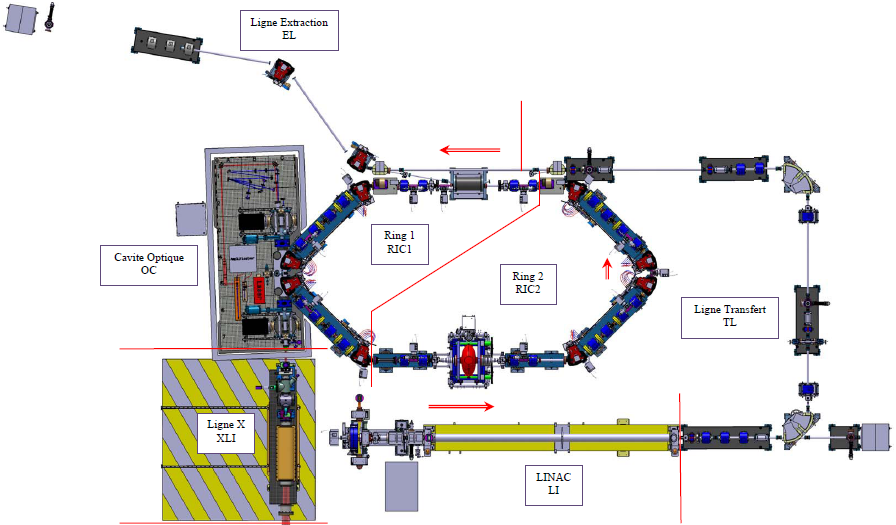 Ligne Extraction
EL
Ring 1
RIC1
Cavite Optique
OC
Ring 2
RIC2
Ligne Transfert
TL
Ligne X
XLI
LINAC
LI